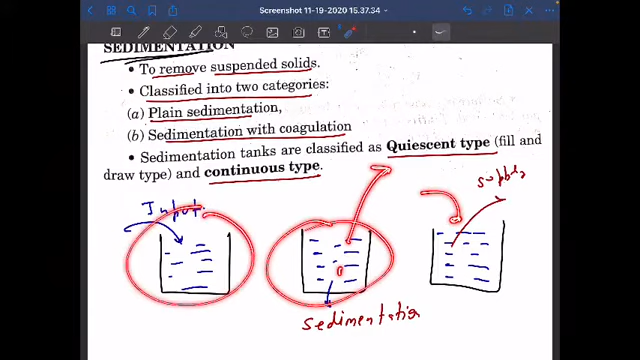 Screenshot 11-19-2020 15.37.34
SEDIMENTATION
• To remove suspended solids.
• Classified into two categories:
(a) Plain sedimentation,
(b) Sedimentation with coagulation
• Sedimentation tanks are classified as Quiescent type (fill and
draw type) and continuous type.
Input
supply
sedimentation